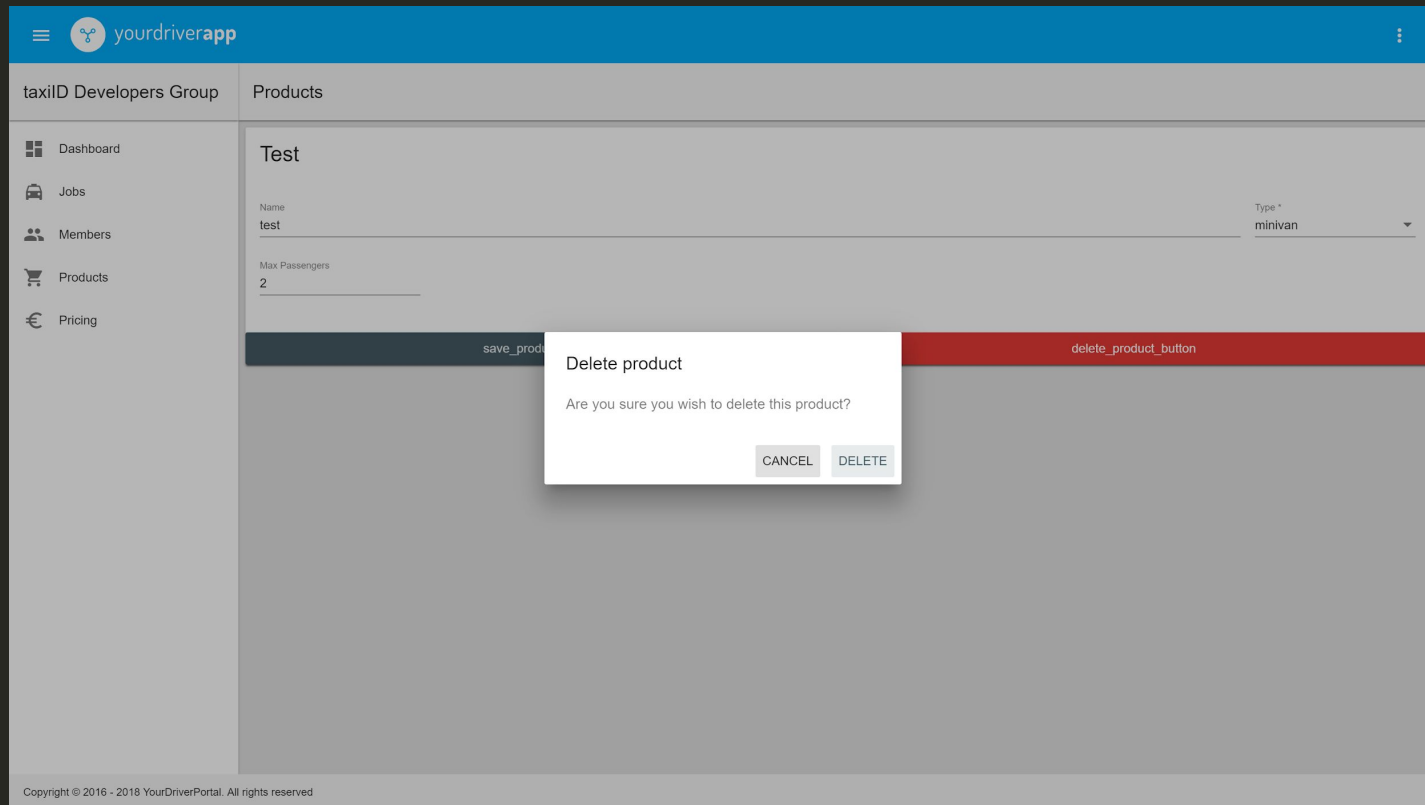 yourdriverapp
taxiID Developers Group
Products
Dashboard
Jobs
Members
Products
Pricing
Test
Name
test
Type *
minivan
Max Passengers
2
save_produ
delete_product_button
Delete product
Are you sure you wish to delete this product?
CANCEL DELETE
Copyright © 2016 - 2018 YourDriverPortal. All rights reserved